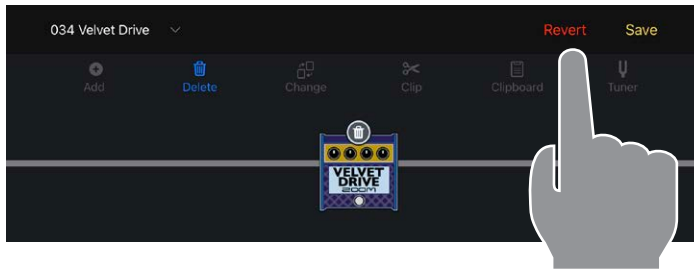 034 Velvet Drive
Revert
Save
Add
Delete
Change
Clip
Clipboard
Tuner
VELVET
DRIVE
ZOOM